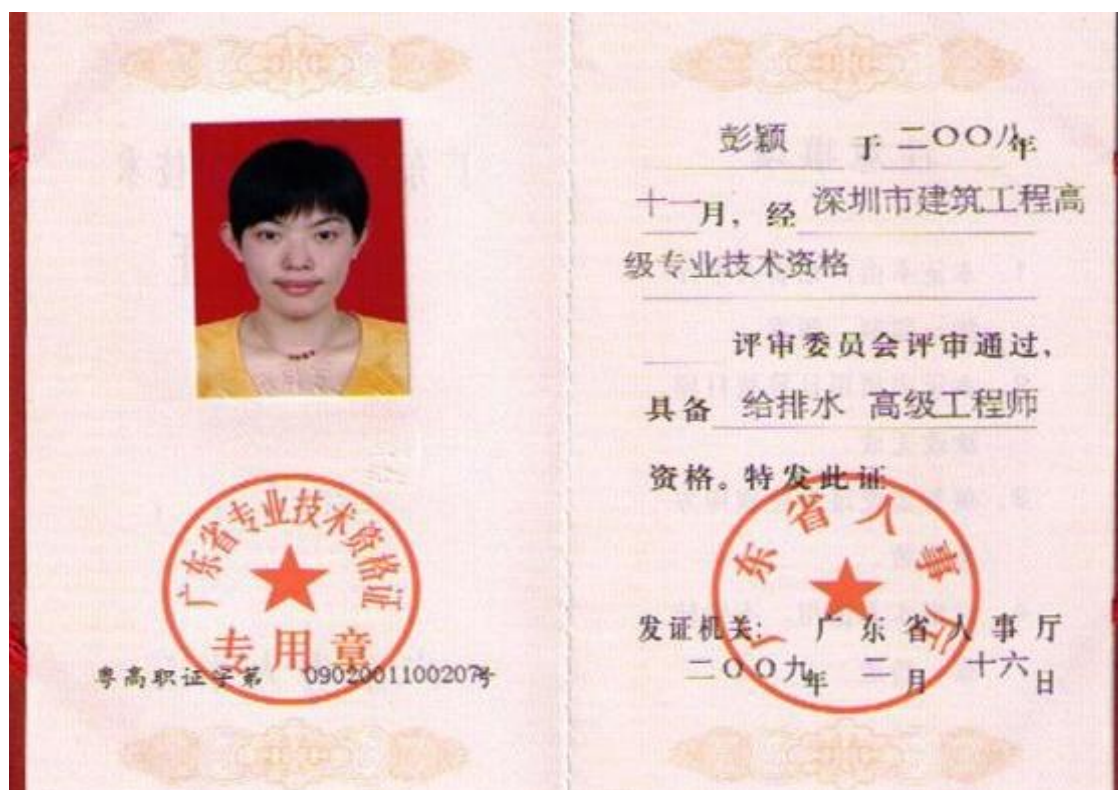 广东省专业技术资格证
专用章
粤高职证字第 0902001100207号
彭颖 于 二〇〇八年
十一月，经 深圳市建筑工程高
级专业技术资格
评审委员会评审通过，
具备 给排水 高级工程师
资格。特发此证
广东省人事厅
发证机关：广东省人事厅
二〇〇九年 二月 十六日